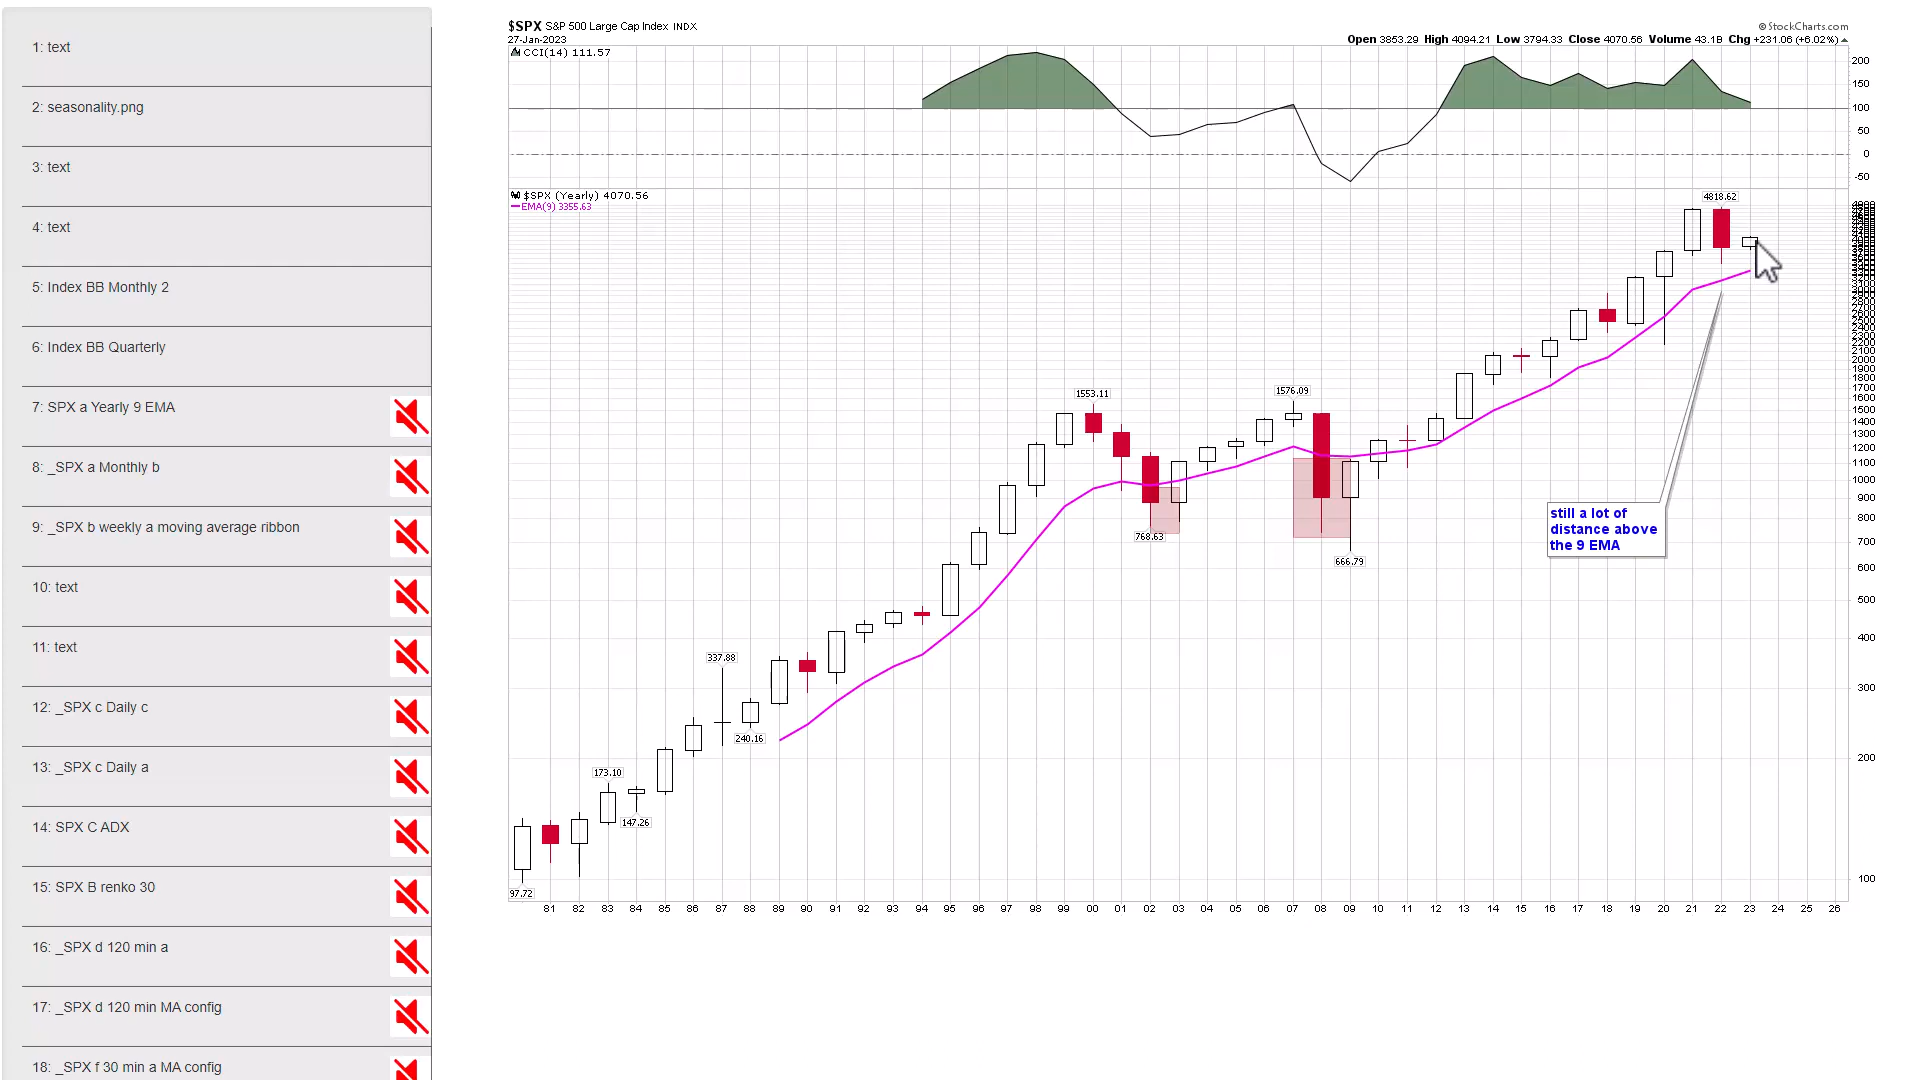 1: text
2: seasonality.png
3: text
4: text
5: Index BB Monthly 2
6: Index BB Quarterly
7: SPX a Yearly 9 EMA
8: _SPX a Monthly b
9: _SPX b weekly a moving average ribbon
10: text
11: text
12: _SPX c Daily c
13: _SPX c Daily a
14: SPX C ADX
15: SPX B renko 30
16: _SPX d 120 min a
17: _SPX d 120 min MA config
18: _SPX f 30 min a MA config
$SPX S&P 500 Large Cap Index INDX
© StockCharts.com
27-Jan-2023
Open 3853.29 High 4094.21 Low 3794.33 Close 4070.56 Volume 43.1B Chg +231.06 (+6.02%)
CCI(14) 111.57
200
150
100
50
0
-50
$SPX (Yearly) 4070.56
EMA(9) 3355.63
4818.62
1553.11
1576.09
768.63
666.79
337.88
240.16
173.10
147.26
97.72
still a lot of
distance above
the 9 EMA
2000
1900
1800
1700
1600
1500
1400
1300
1200
1100
1000
900
800
700
600
500
400
300
200
100
81 82 83 84 85 86 87 88 89 90 91 92 93 94 95 96 97 98 99 00 01 02 03 04 05 06 07 08 09 10 11 12 13 14 15 16 17 18 19 20 21 22 23 24 25 26